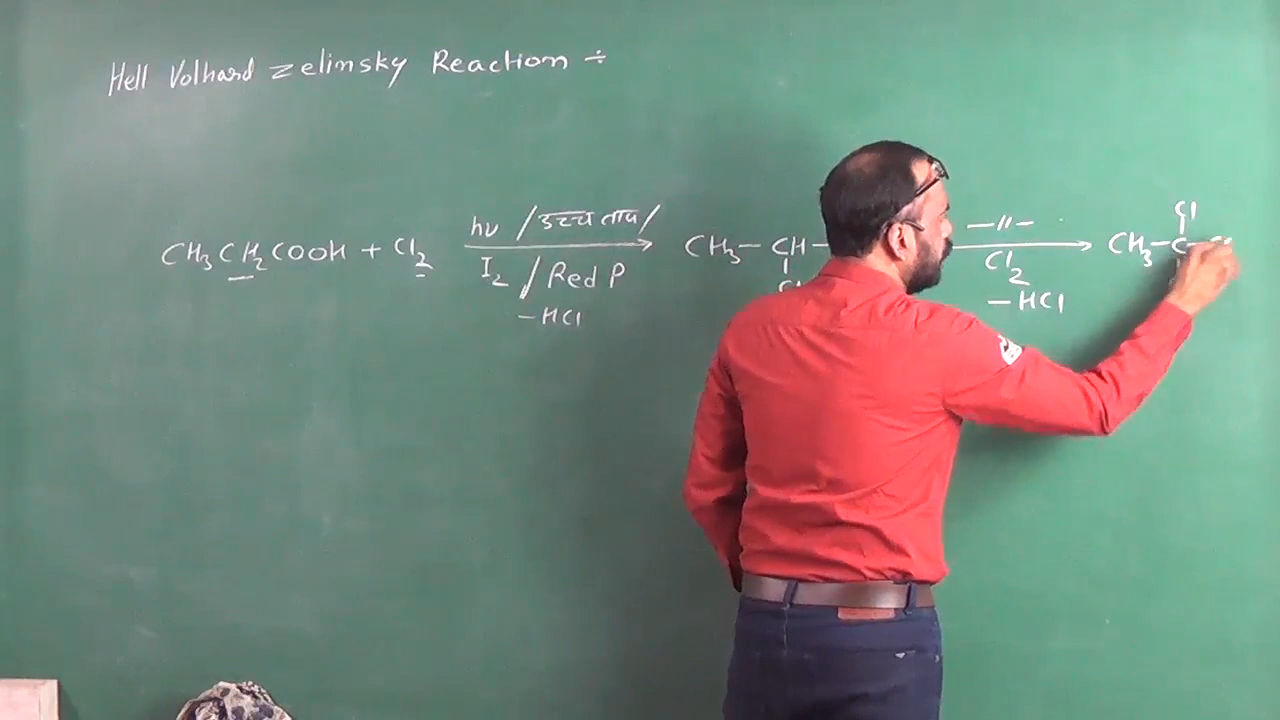 Hell Volhard Zelinsky Reaction ÷
hν / उच्च ताप /
CH3CH2COOH + Cl2 → CH3-CH- → CH3-C-
I2 / Red P
-HCl
-〃-
Cl2
-HCl
Cl